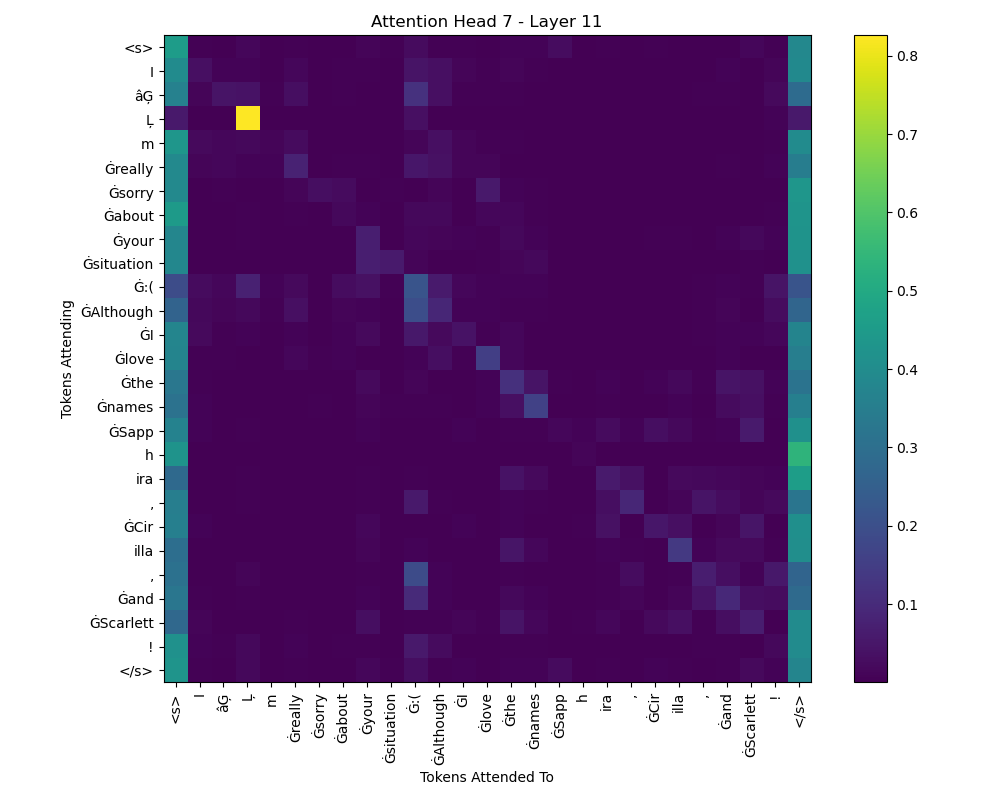 Attention Head 7 - Layer 11
Tokens Attending
<s>
I
âĢ
Ļ
m
Ġreally
Ġsorry
Ġabout
Ġyour
Ġsituation
Ġ:(
ĠAlthough
ĠI
Ġlove
Ġthe
Ġnames
ĠSapp
h
ira
,
ĠCir
illa
,
Ġand
ĠScarlett
!
</s>
<s>
I
âĢ
Ļ
m
Ġreally
Ġsorry
Ġabout
Ġyour
Ġsituation
Ġ:(
ĠAlthough
ĠI
Ġlove
Ġthe
Ġnames
ĠSapp
h
ira
,
ĠCir
illa
,
Ġand
ĠScarlett
!
</s>
Tokens Attended To
0.8
0.7
0.6
0.5
0.4
0.3
0.2
0.1